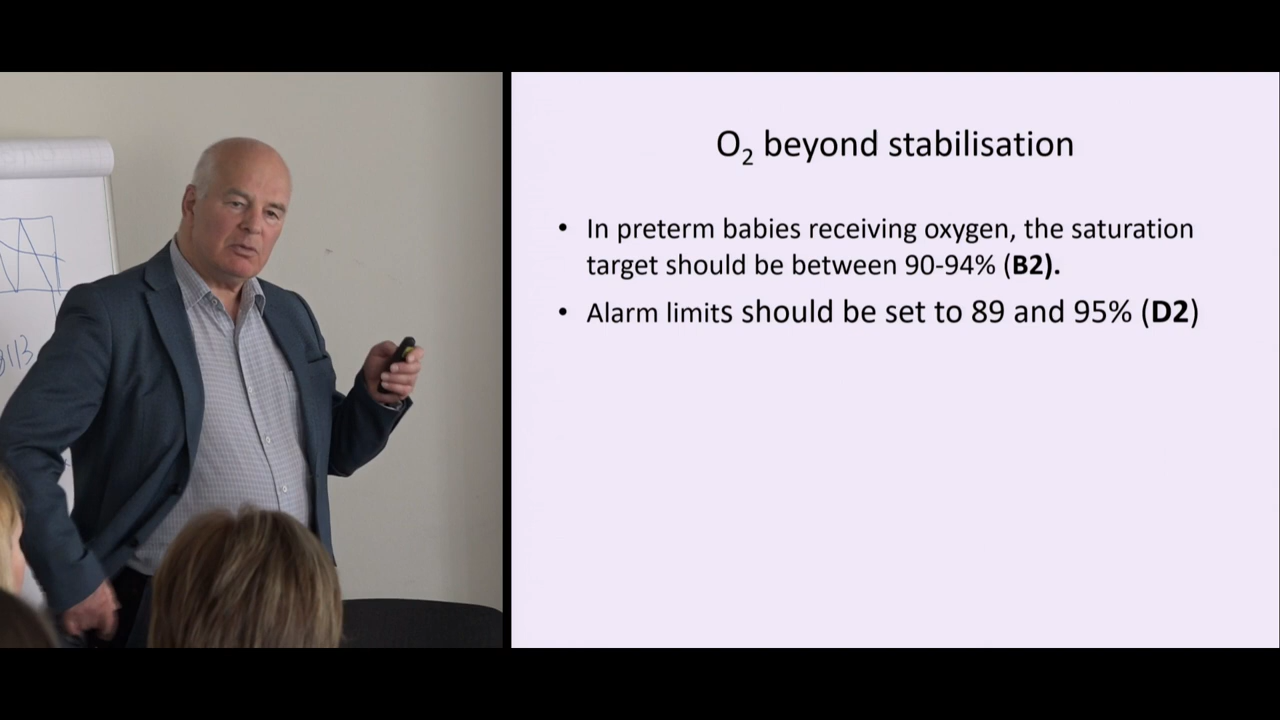 O₂ beyond stabilisation
• In preterm babies receiving oxygen, the saturation
target should be between 90-94% (B2).
• Alarm limits should be set to 89 and 95% (D2)